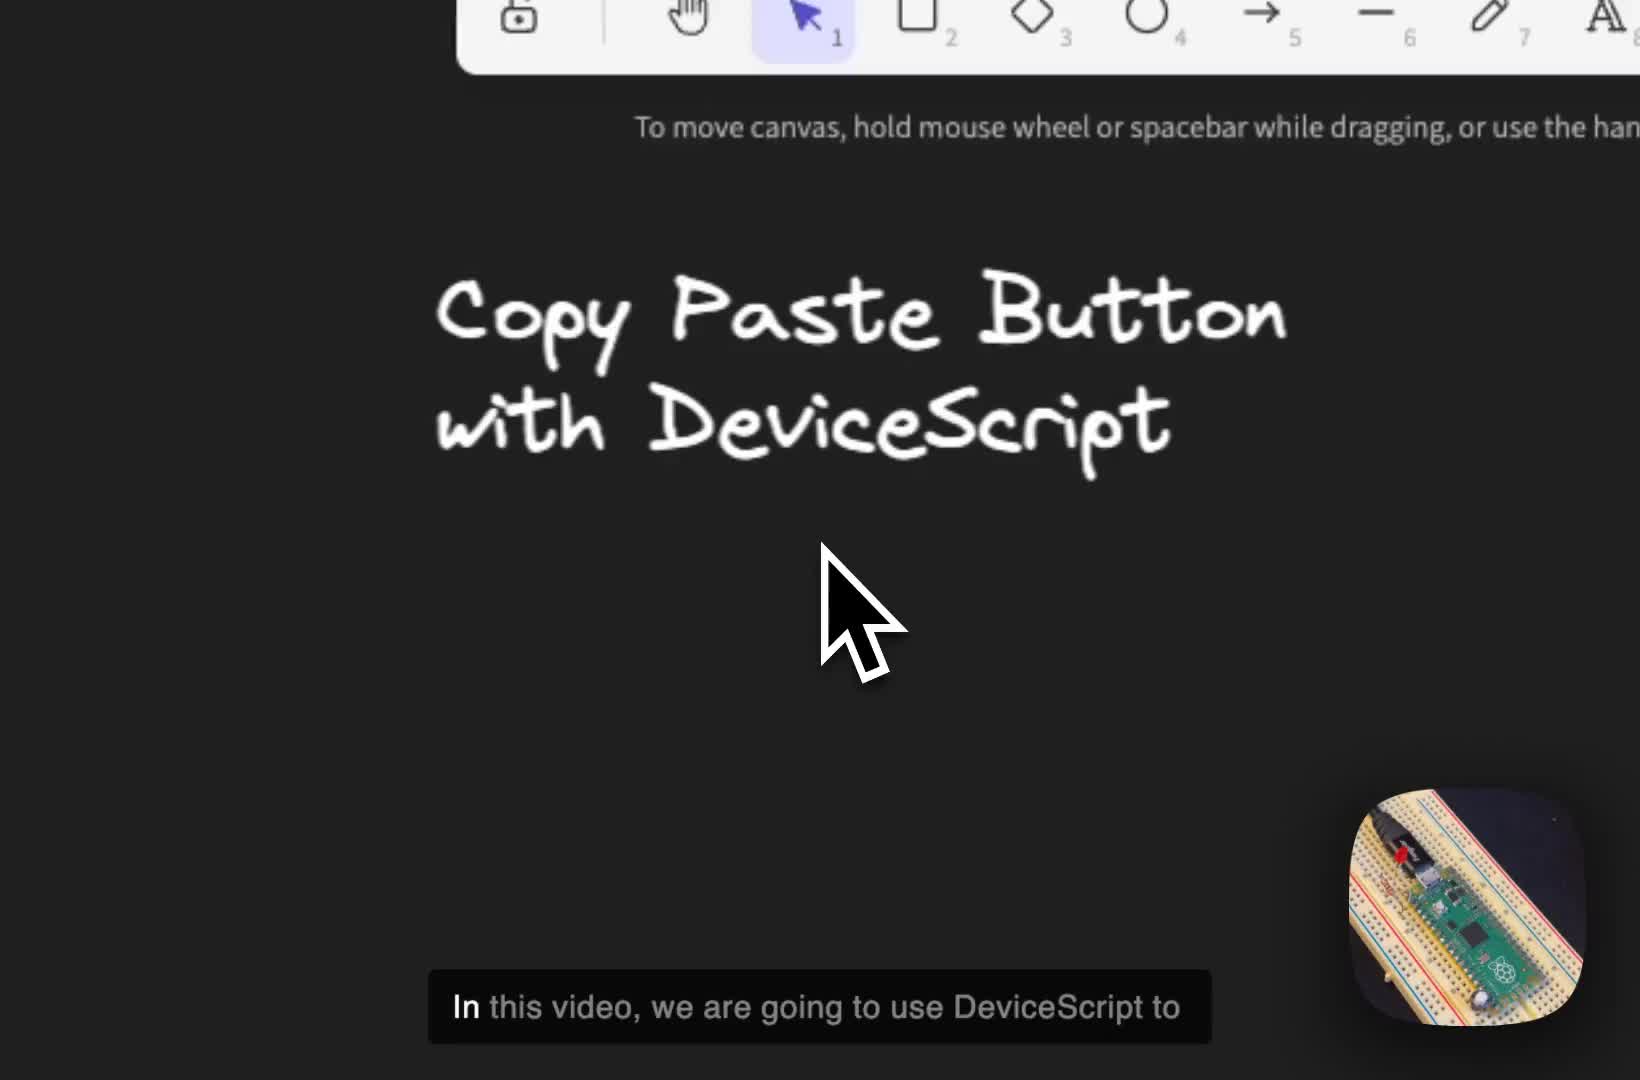 1 2 3 4 5 6 7
To move canvas, hold mouse wheel or spacebar while dragging, or use the han
Copy Paste Button
with DeviceScript
In this video, we are going to use DeviceScript to